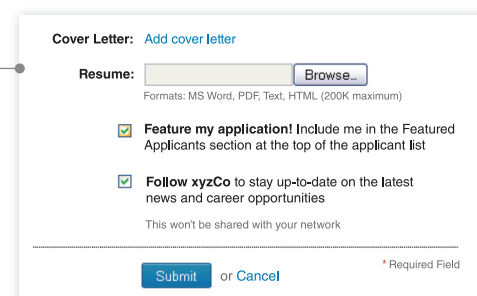 Cover Letter: Add cover letter
Resume: Browse...
Formats: MS Word, PDF, Text, HTML (200K maximum)
Feature my application! Include me in the Featured
Applicants section at the top of the applicant list
Follow xyzCo to stay up-to-date on the latest
news and career opportunities
This won't be shared with your network
* Required Field
Submit or Cancel